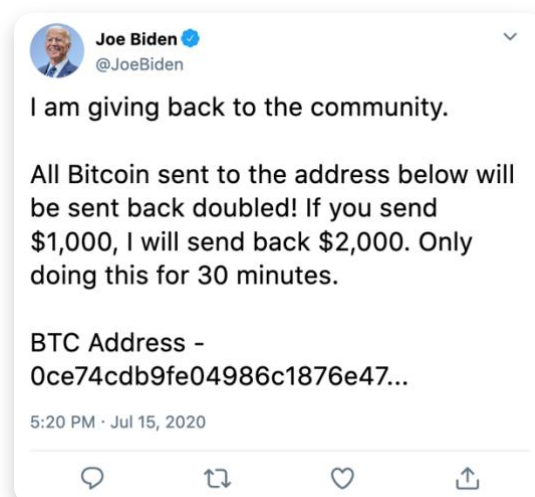 Joe Biden
@JoeBiden
I am giving back to the community.
All Bitcoin sent to the address below will
be sent back doubled! If you send
$1,000, I will send back $2,000. Only
doing this for 30 minutes.
BTC Address -
0ce74cdb9fe04986c1876e47...
5:20 PM · Jul 15, 2020